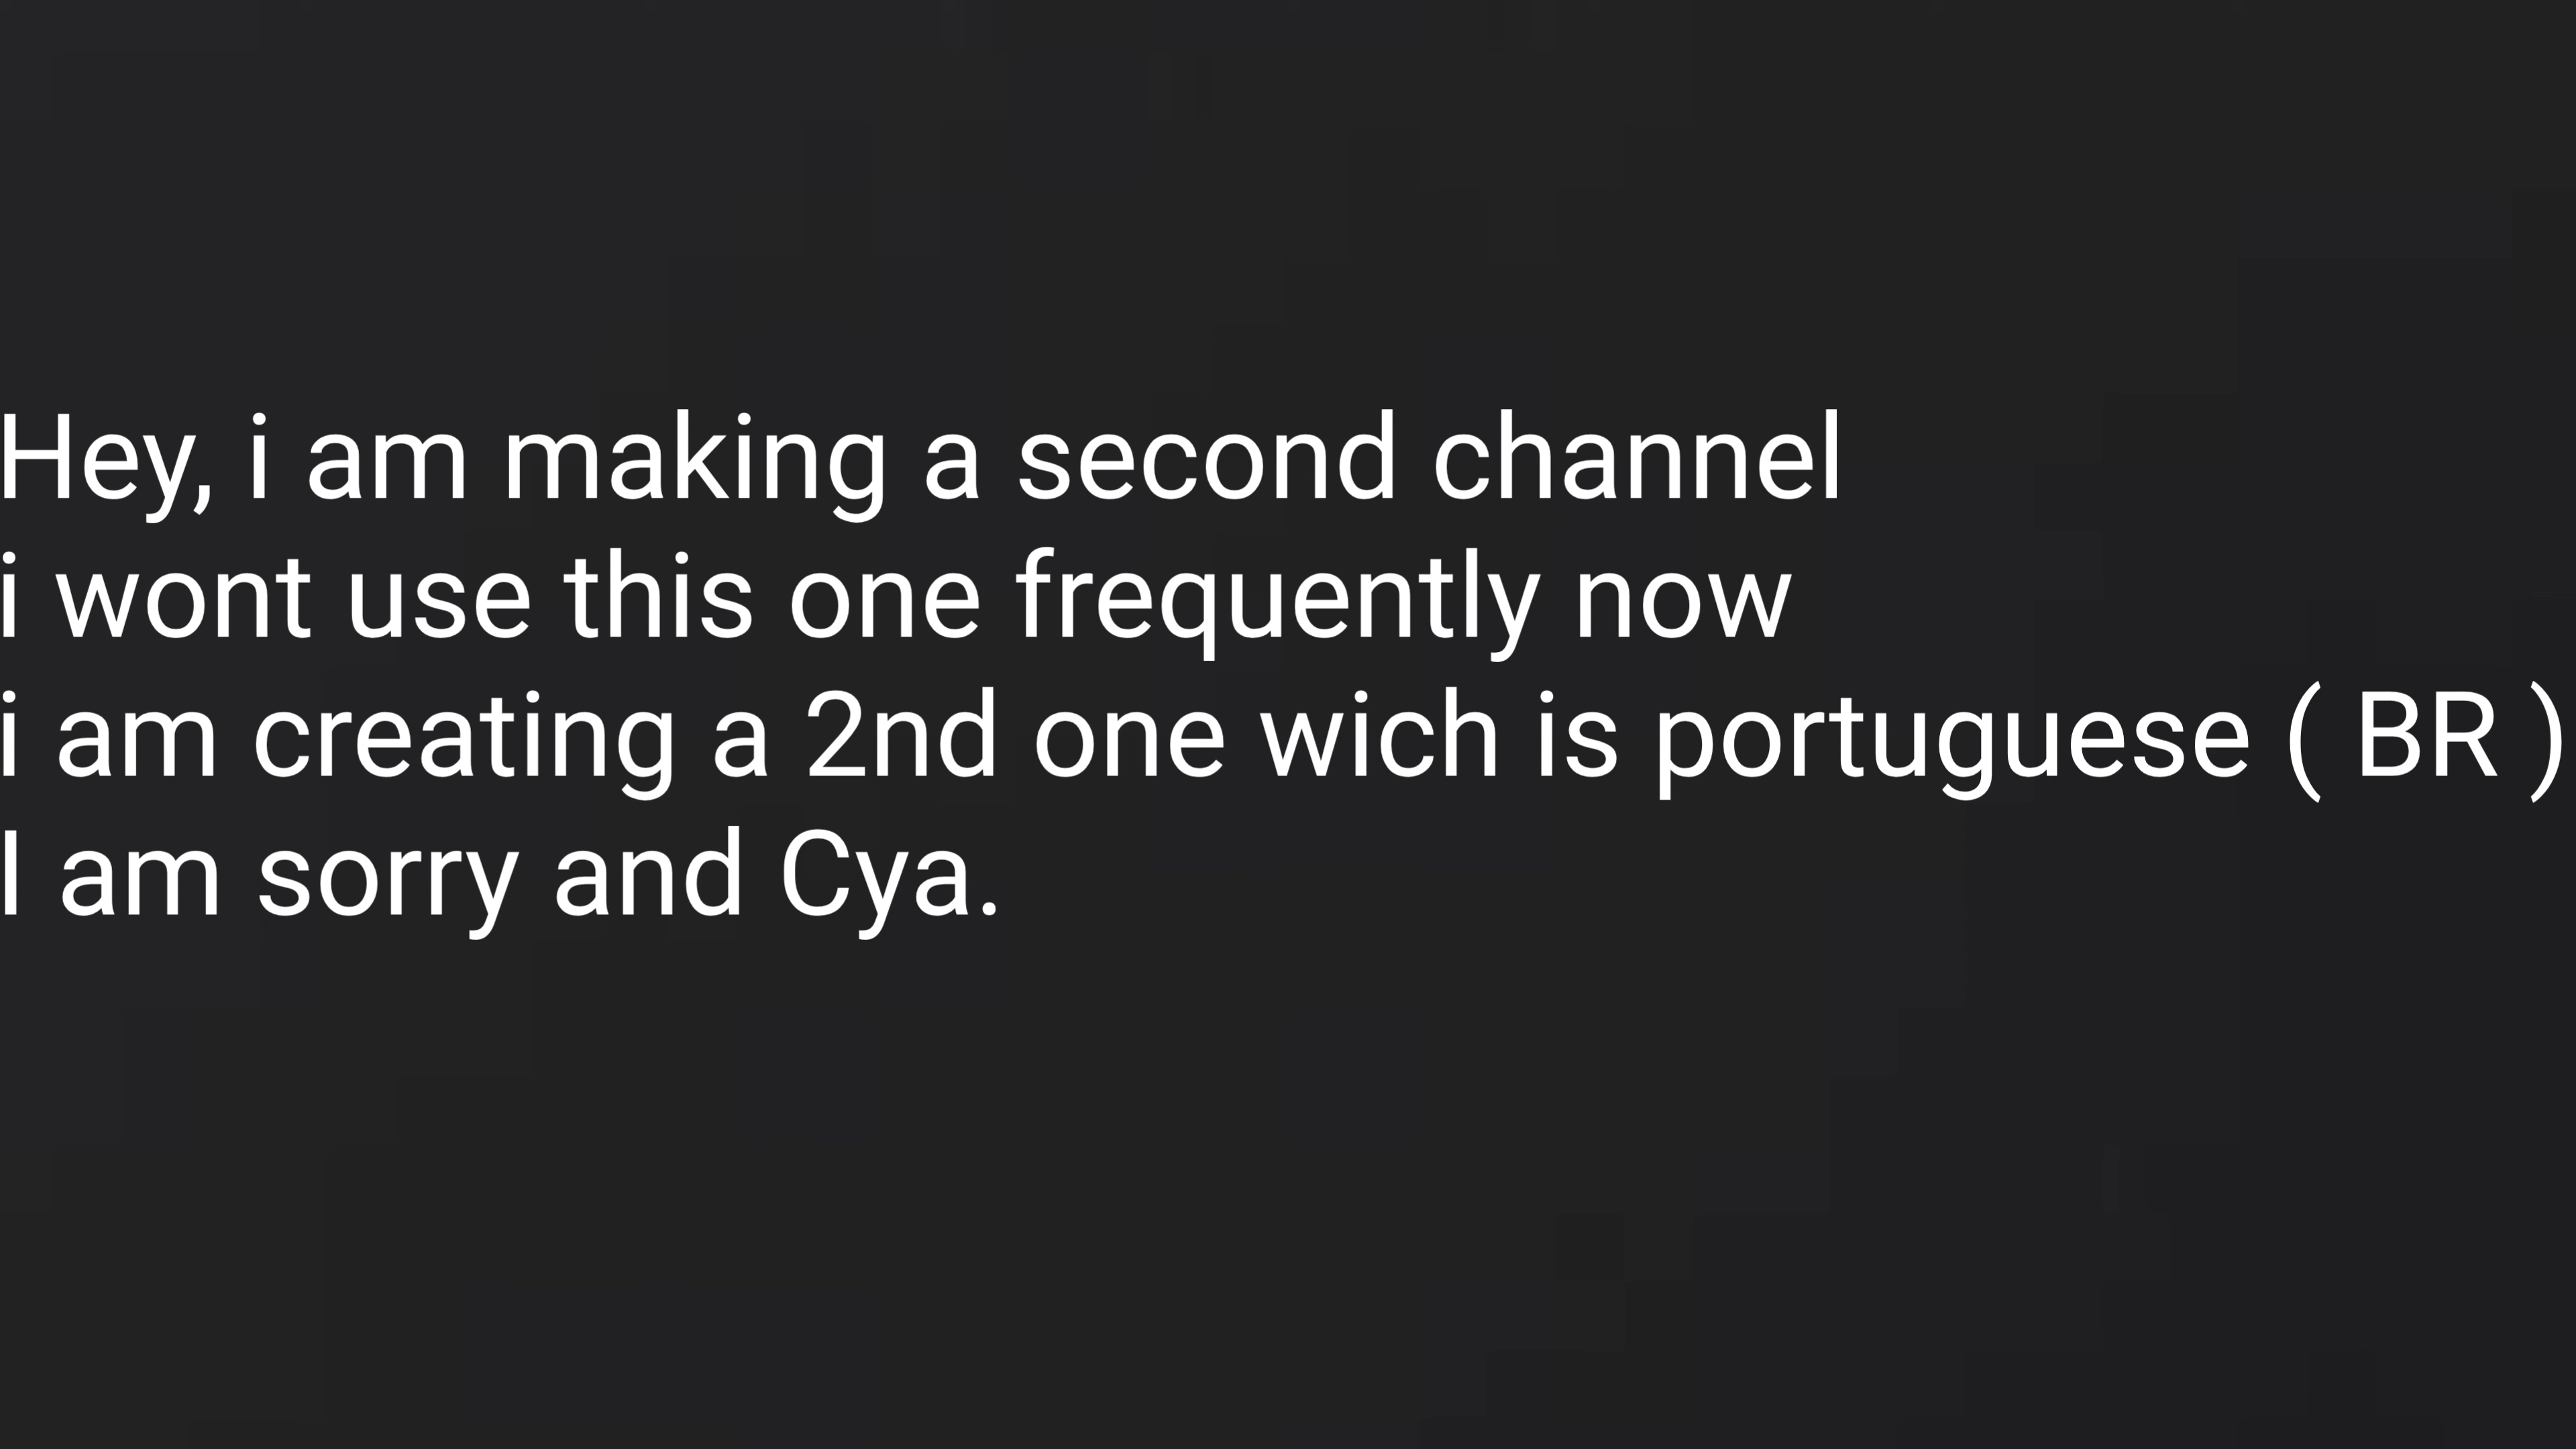 Hey, i am making a second channel
i wont use this one frequently now
i am creating a 2nd one wich is portuguese ( BR )
I am sorry and Cya.